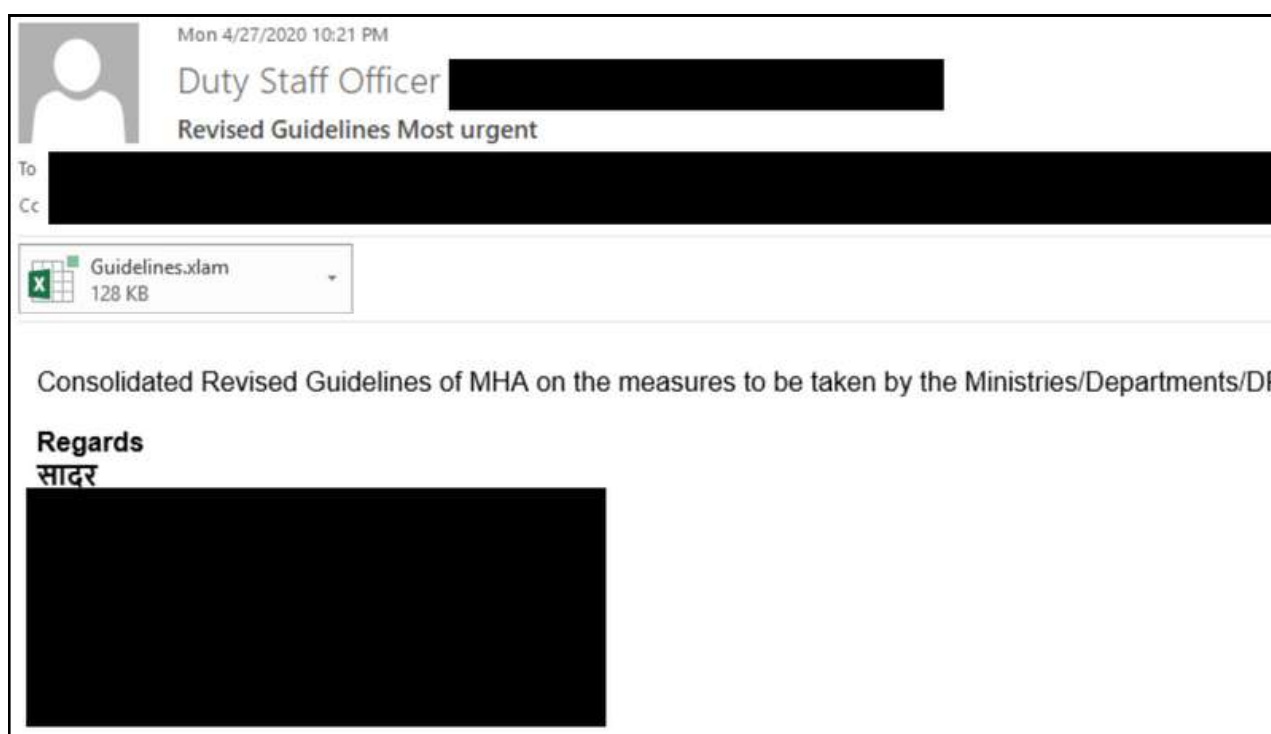 Mon 4/27/2020 10:21 PM
Duty Staff Officer
Revised Guidelines Most urgent
To
Cc
Guidelines.xlam
128 KB
Consolidated Revised Guidelines of MHA on the measures to be taken by the Ministries/Departments/
Regards
सादर